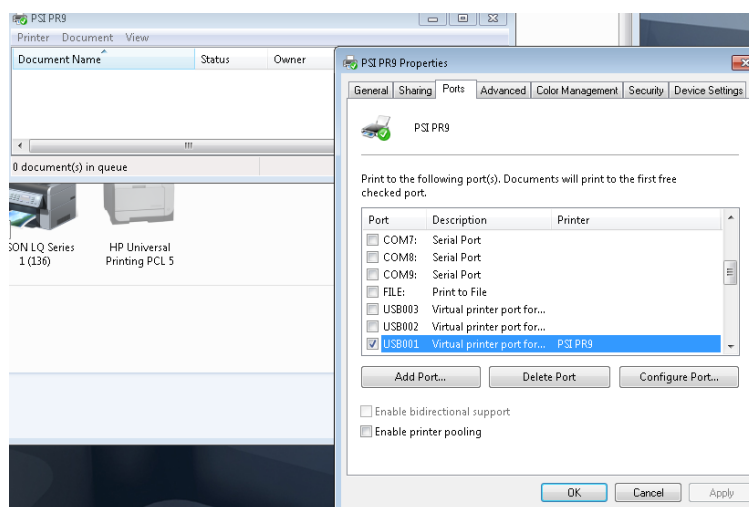 PSI PR9
Printer Document View
Document Name Status Owner
0 document(s) in queue
SON LQ Series
1 (136)
HP Universal
Printing PCL 5
PSI PR9 Properties
General Sharing Ports Advanced Color Management Security Device Settings
PSI PR9
Print to the following port(s). Documents will print to the first free
checked port.
Port Description Printer
COM7: Serial Port
COM8: Serial Port
COM9: Serial Port
FILE: Print to File
USB003 Virtual printer port for...
USB002 Virtual printer port for...
USB001 Virtual printer port for... PSI PR9
Add Port... Delete Port Configure Port...
Enable bidirectional support
Enable printer pooling
OK Cancel Apply